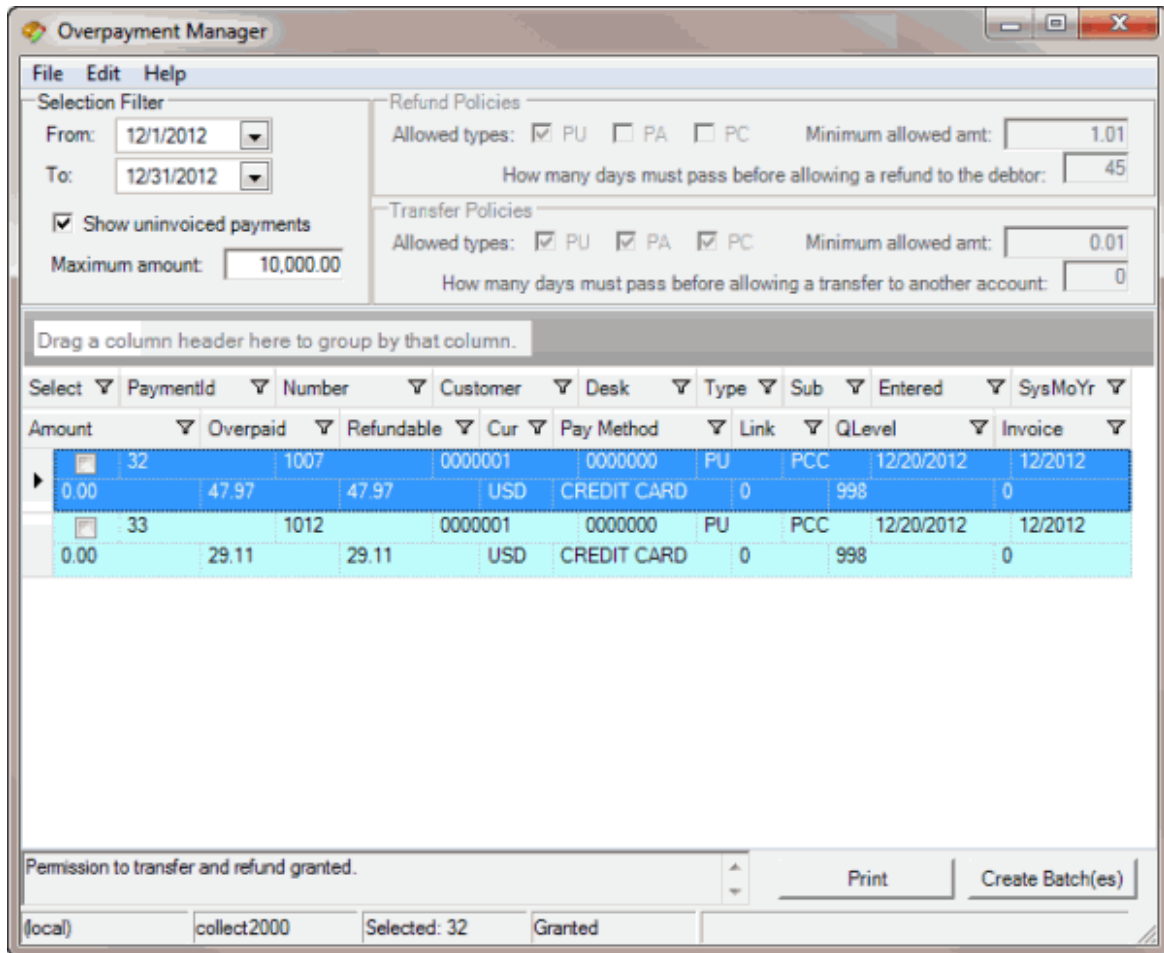 Overpayment Manager
File Edit Help
Selection Filter
From: 12/1/2012
To: 12/31/2012
Show uninvoiced payments
Maximum amount: 10,000.00
Refund Policies
Allowed types: PU PA PC Minimum allowed amt: 1.01
How many days must pass before allowing a refund to the debtor: 45
Transfer Policies
Allowed types: PU PA PC Minimum allowed amt: 0.01
How many days must pass before allowing a transfer to another account: 0
Drag a column header here to group by that column.
Select PaymentId Number Customer Desk Type Sub Entered SysMoYr
Amount Overpaid Refundable Cur Pay Method Link QLevel Invoice
32 1007 0000001 0000000 PU PCC 12/20/2012 12/2012
0.00 47.97 47.97 USD CREDIT CARD 0 998 0
33 1012 0000001 0000000 PU PCC 12/20/2012 12/2012
0.00 29.11 29.11 USD CREDIT CARD 0 998 0
Permission to transfer and refund granted.
Print Create Batch(es)
(local) collect2000 Selected: 32 Granted